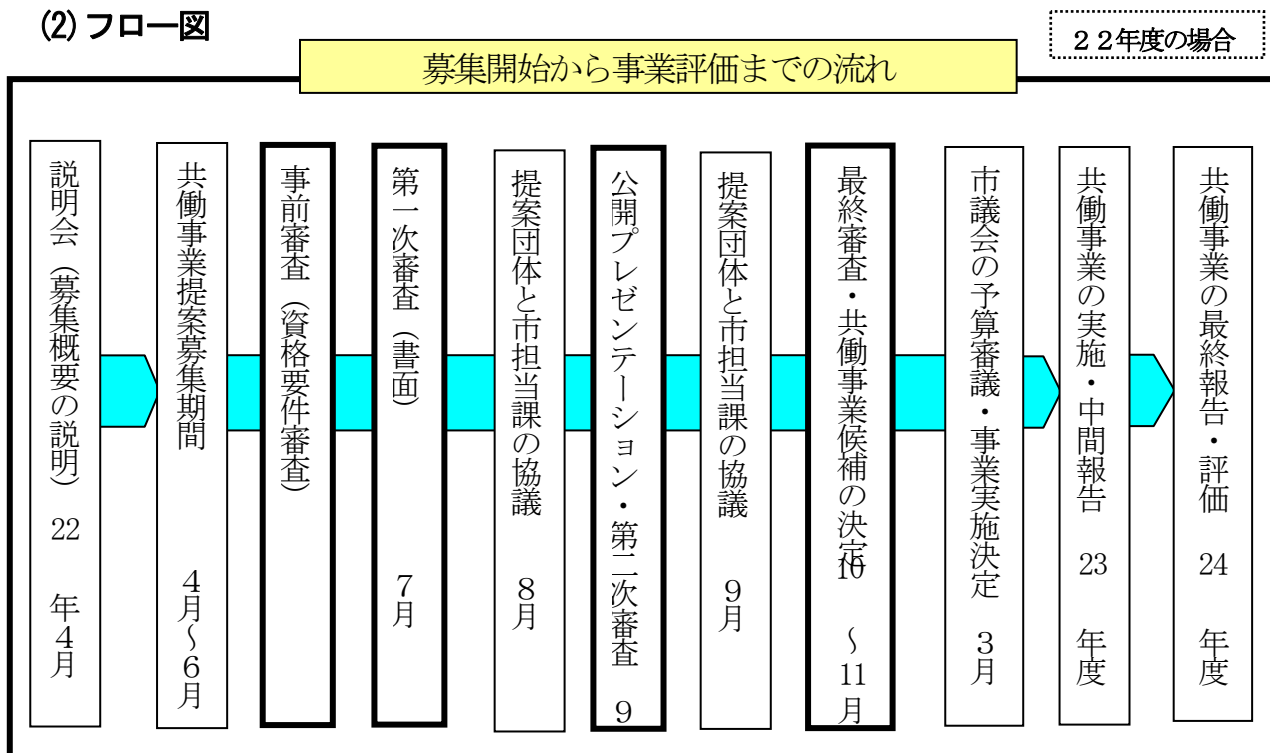 (2) フロー図
２２年度の場合
募集開始から事業評価までの流れ
説明会（募集概要の説明） 22 年４月
共働事業提案募集期間 ４月～６月
事前審査（資格要件審査）
第一次審査（書面） ７月
提案団体と市担当課の協議 ８月
公開プレゼンテーション・第二次審査 ９
提案団体と市担当課の協議 ９月
最終審査・共働事業候補の決定 10 ～11月
市議会の予算審議・事業実施決定 ３月
共働事業の実施・中間報告 23 年度
共働事業の最終報告・評価 24 年度